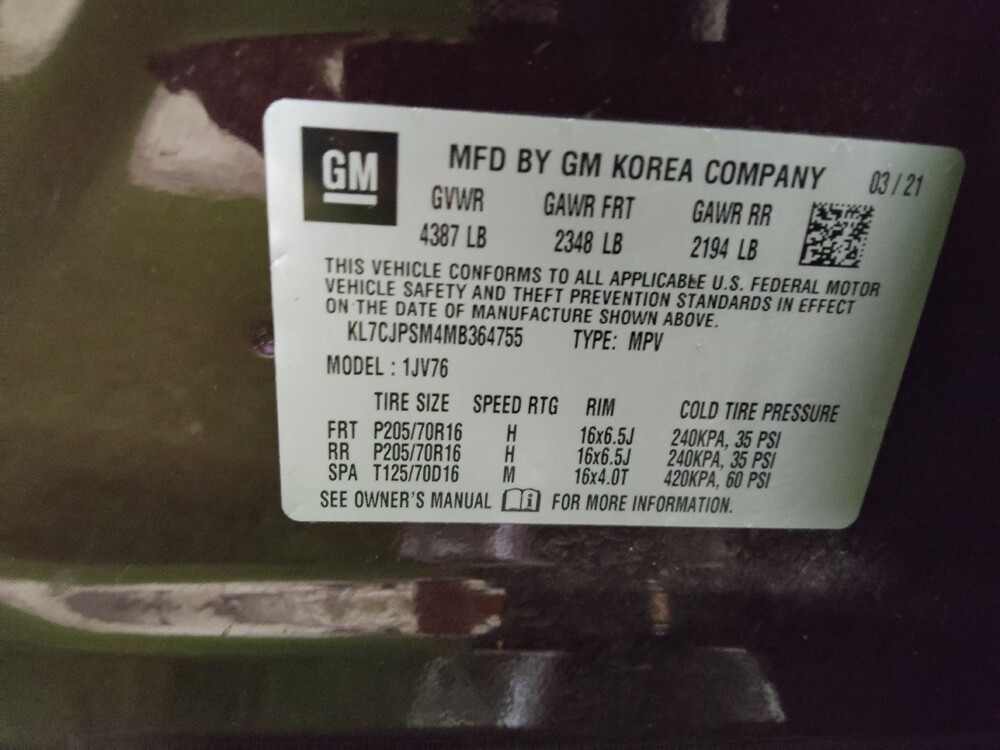 GM
MFD BY GM KOREA COMPANY 03/21
GVWR GAWR FRT GAWR RR
4387 LB 2348 LB 2194 LB
THIS VEHICLE CONFORMS TO ALL APPLICABLE U.S. FEDERAL MOTOR
VEHICLE SAFETY AND THEFT PREVENTION STANDARDS IN EFFECT
ON THE DATE OF MANUFACTURE SHOWN ABOVE.
KL7CJPSM4MB364755 TYPE: MPV
MODEL : 1JV76
TIRE SIZE SPEED RTG RIM COLD TIRE PRESSURE
FRT P205/70R16 H 16x6.5J 240KPA, 35 PSI
RR P205/70R16 H 16x6.5J 240KPA, 35 PSI
SPA T125/70D16 M 16x4.0T 420KPA, 60 PSI
SEE OWNER'S MANUAL i FOR MORE INFORMATION.